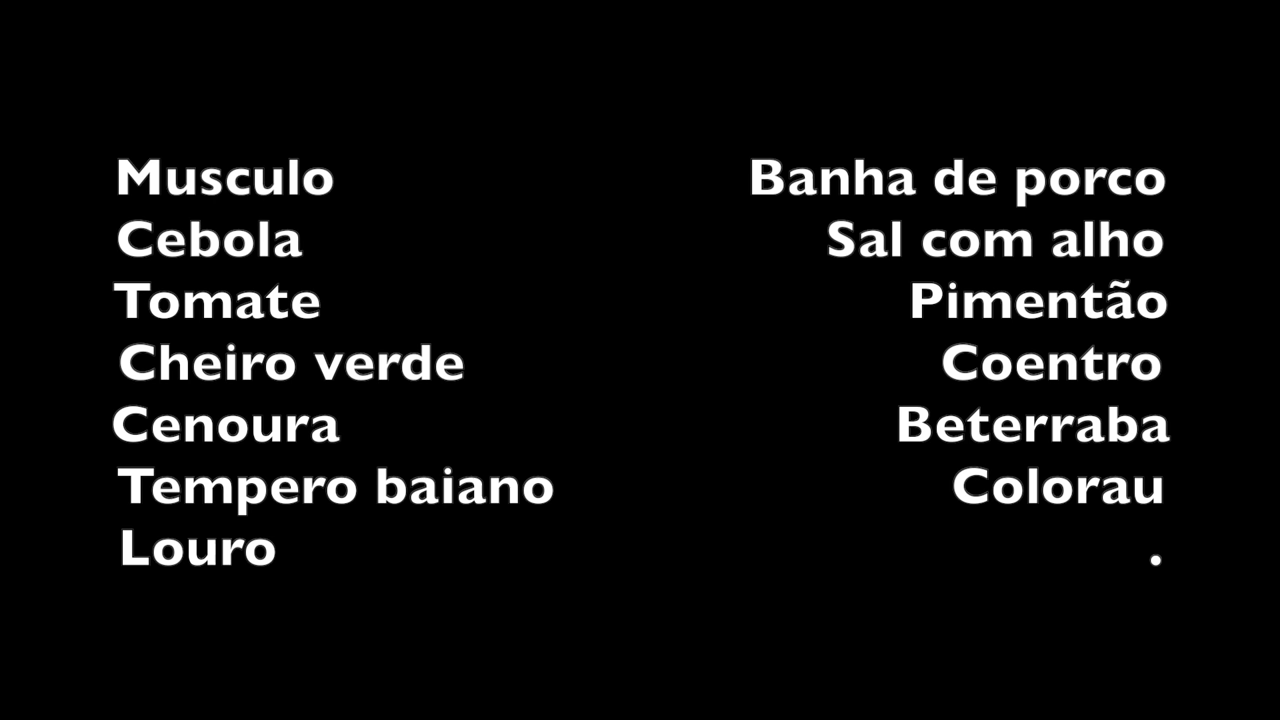 Musculo Banha de porco
Cebola Sal com alho
Tomate Pimentão
Cheiro verde Coentro
Cenoura Beterraba
Tempero baiano Colorau
Louro .